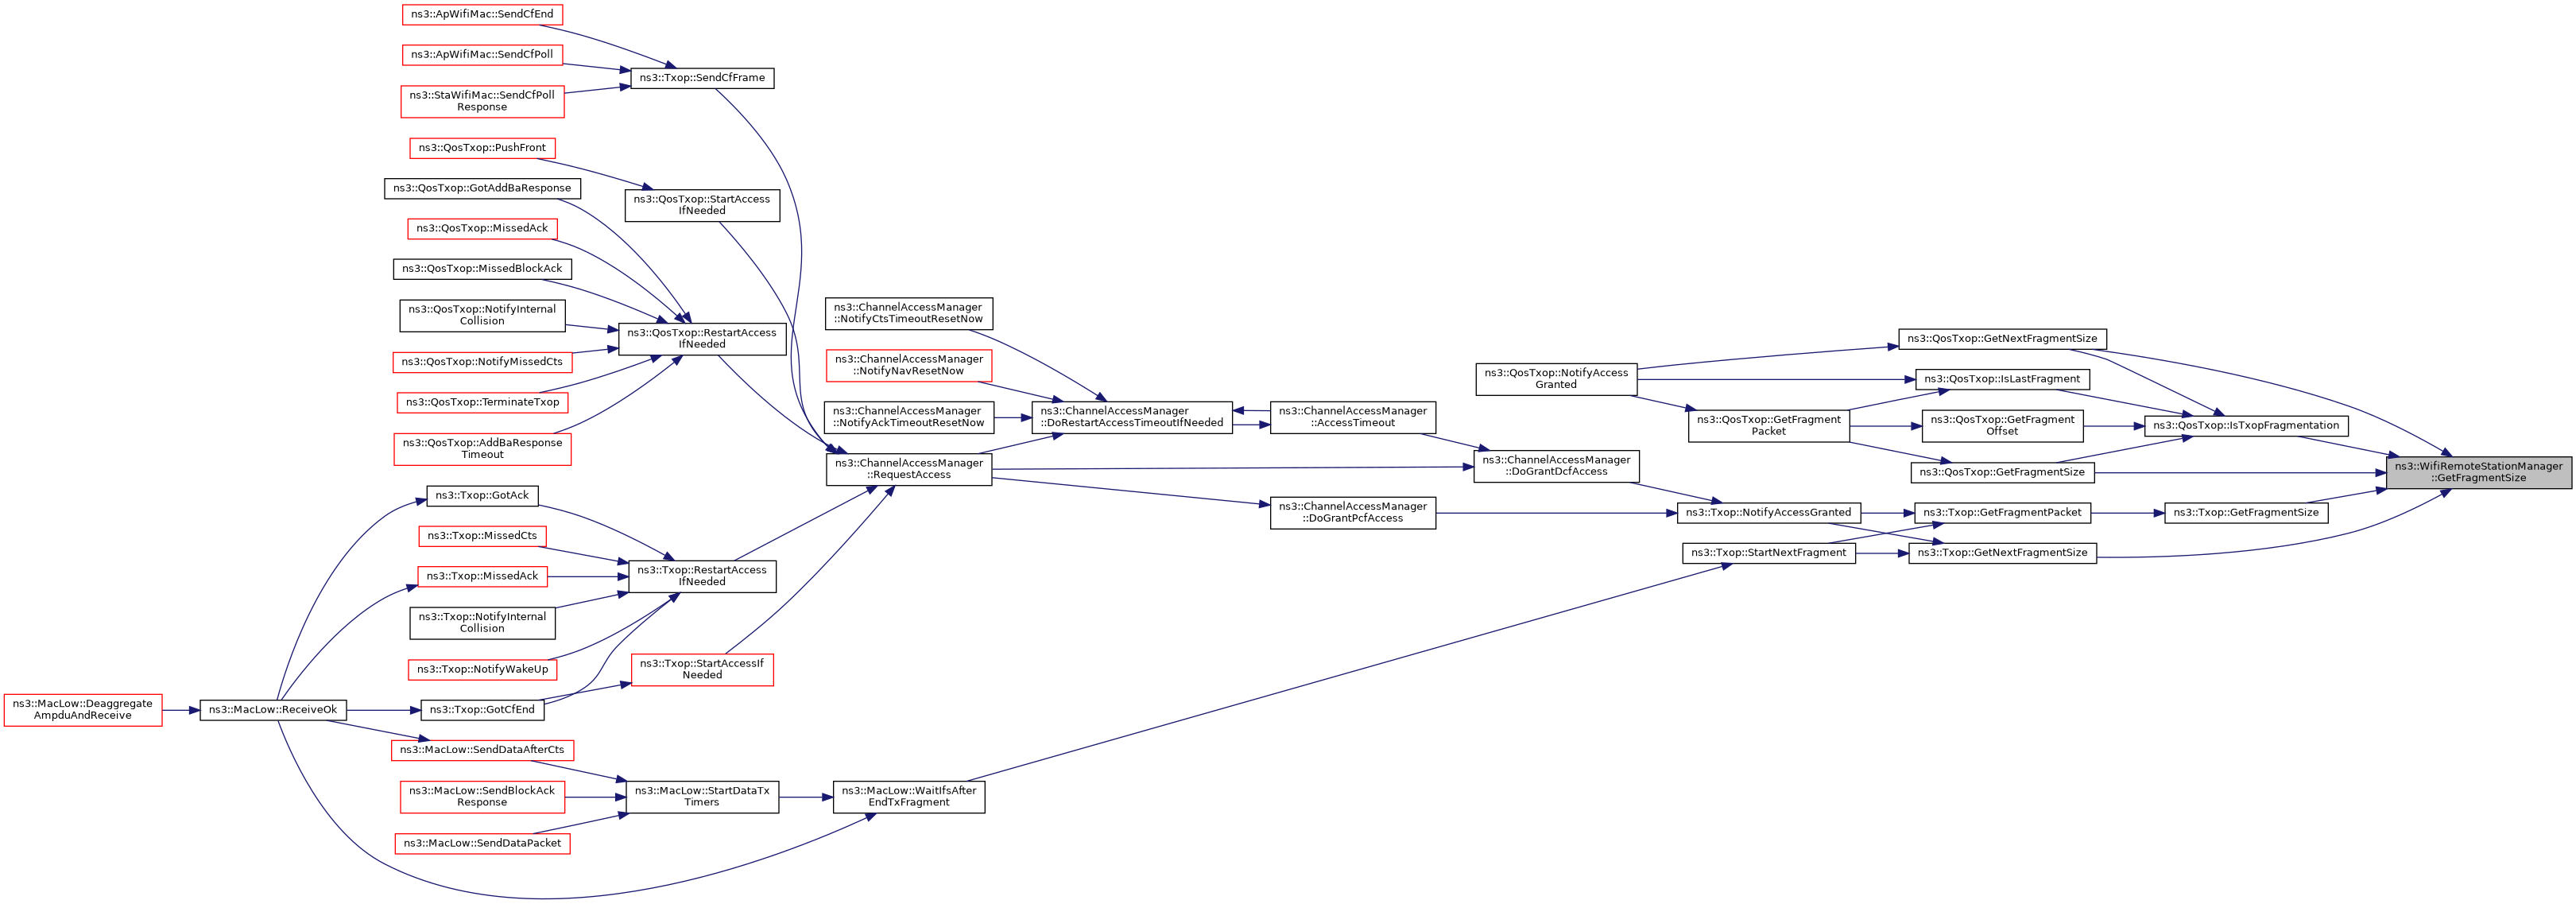 ns3::ApWifiMac::SendCfEnd
ns3::ApWifiMac::SendCfPoll
ns3::StaWifiMac::SendCfPoll
Response
ns3::Txop::SendCfFrame
ns3::QosTxop::PushFront
ns3::QosTxop::GotAddBaResponse
ns3::QosTxop::StartAccess
IfNeeded
ns3::QosTxop::MissedAck
ns3::QosTxop::MissedBlockAck
ns3::QosTxop::NotifyInternal
Collision
ns3::QosTxop::NotifyMissedCts
ns3::QosTxop::TerminateTxop
ns3::QosTxop::AddBaResponse
Timeout
ns3::QosTxop::RestartAccess
IfNeeded
ns3::Txop::GotAck
ns3::Txop::MissedCts
ns3::Txop::MissedAck
ns3::Txop::NotifyInternal
Collision
ns3::Txop::NotifyWakeUp
ns3::Txop::GotCfEnd
ns3::Txop::RestartAccess
IfNeeded
ns3::Txop::StartAccessIf
Needed
ns3::MacLow::Deaggregate
AmpduAndReceive
ns3::MacLow::ReceiveOk
ns3::MacLow::SendDataAfterCts
ns3::MacLow::SendBlockAck
Response
ns3::MacLow::SendDataPacket
ns3::MacLow::StartDataTx
Timers
ns3::MacLow::WaitIfsAfter
EndTxFragment
ns3::ChannelAccessManager
::NotifyCtsTimeoutResetNow
ns3::ChannelAccessManager
::NotifyNavResetNow
ns3::ChannelAccessManager
::NotifyAckTimeoutResetNow
ns3::ChannelAccessManager
::RequestAccess
ns3::ChannelAccessManager
::DoRestartAccessTimeoutIfNeeded
ns3::ChannelAccessManager
::AccessTimeout
ns3::ChannelAccessManager
::DoGrantPcfAccess
ns3::ChannelAccessManager
::DoGrantDcfAccess
ns3::QosTxop::NotifyAccess
Granted
ns3::QosTxop::GetFragment
Packet
ns3::Txop::NotifyAccessGranted
ns3::Txop::StartNextFragment
ns3::QosTxop::GetNextFragmentSize
ns3::QosTxop::IsLastFragment
ns3::QosTxop::GetFragment
Offset
ns3::QosTxop::GetFragmentSize
ns3::Txop::GetFragmentPacket
ns3::Txop::GetNextFragmentSize
ns3::QosTxop::IsTxopFragmentation
ns3::Txop::GetFragmentSize
ns3::WifiRemoteStationManager
::GetFragmentSize